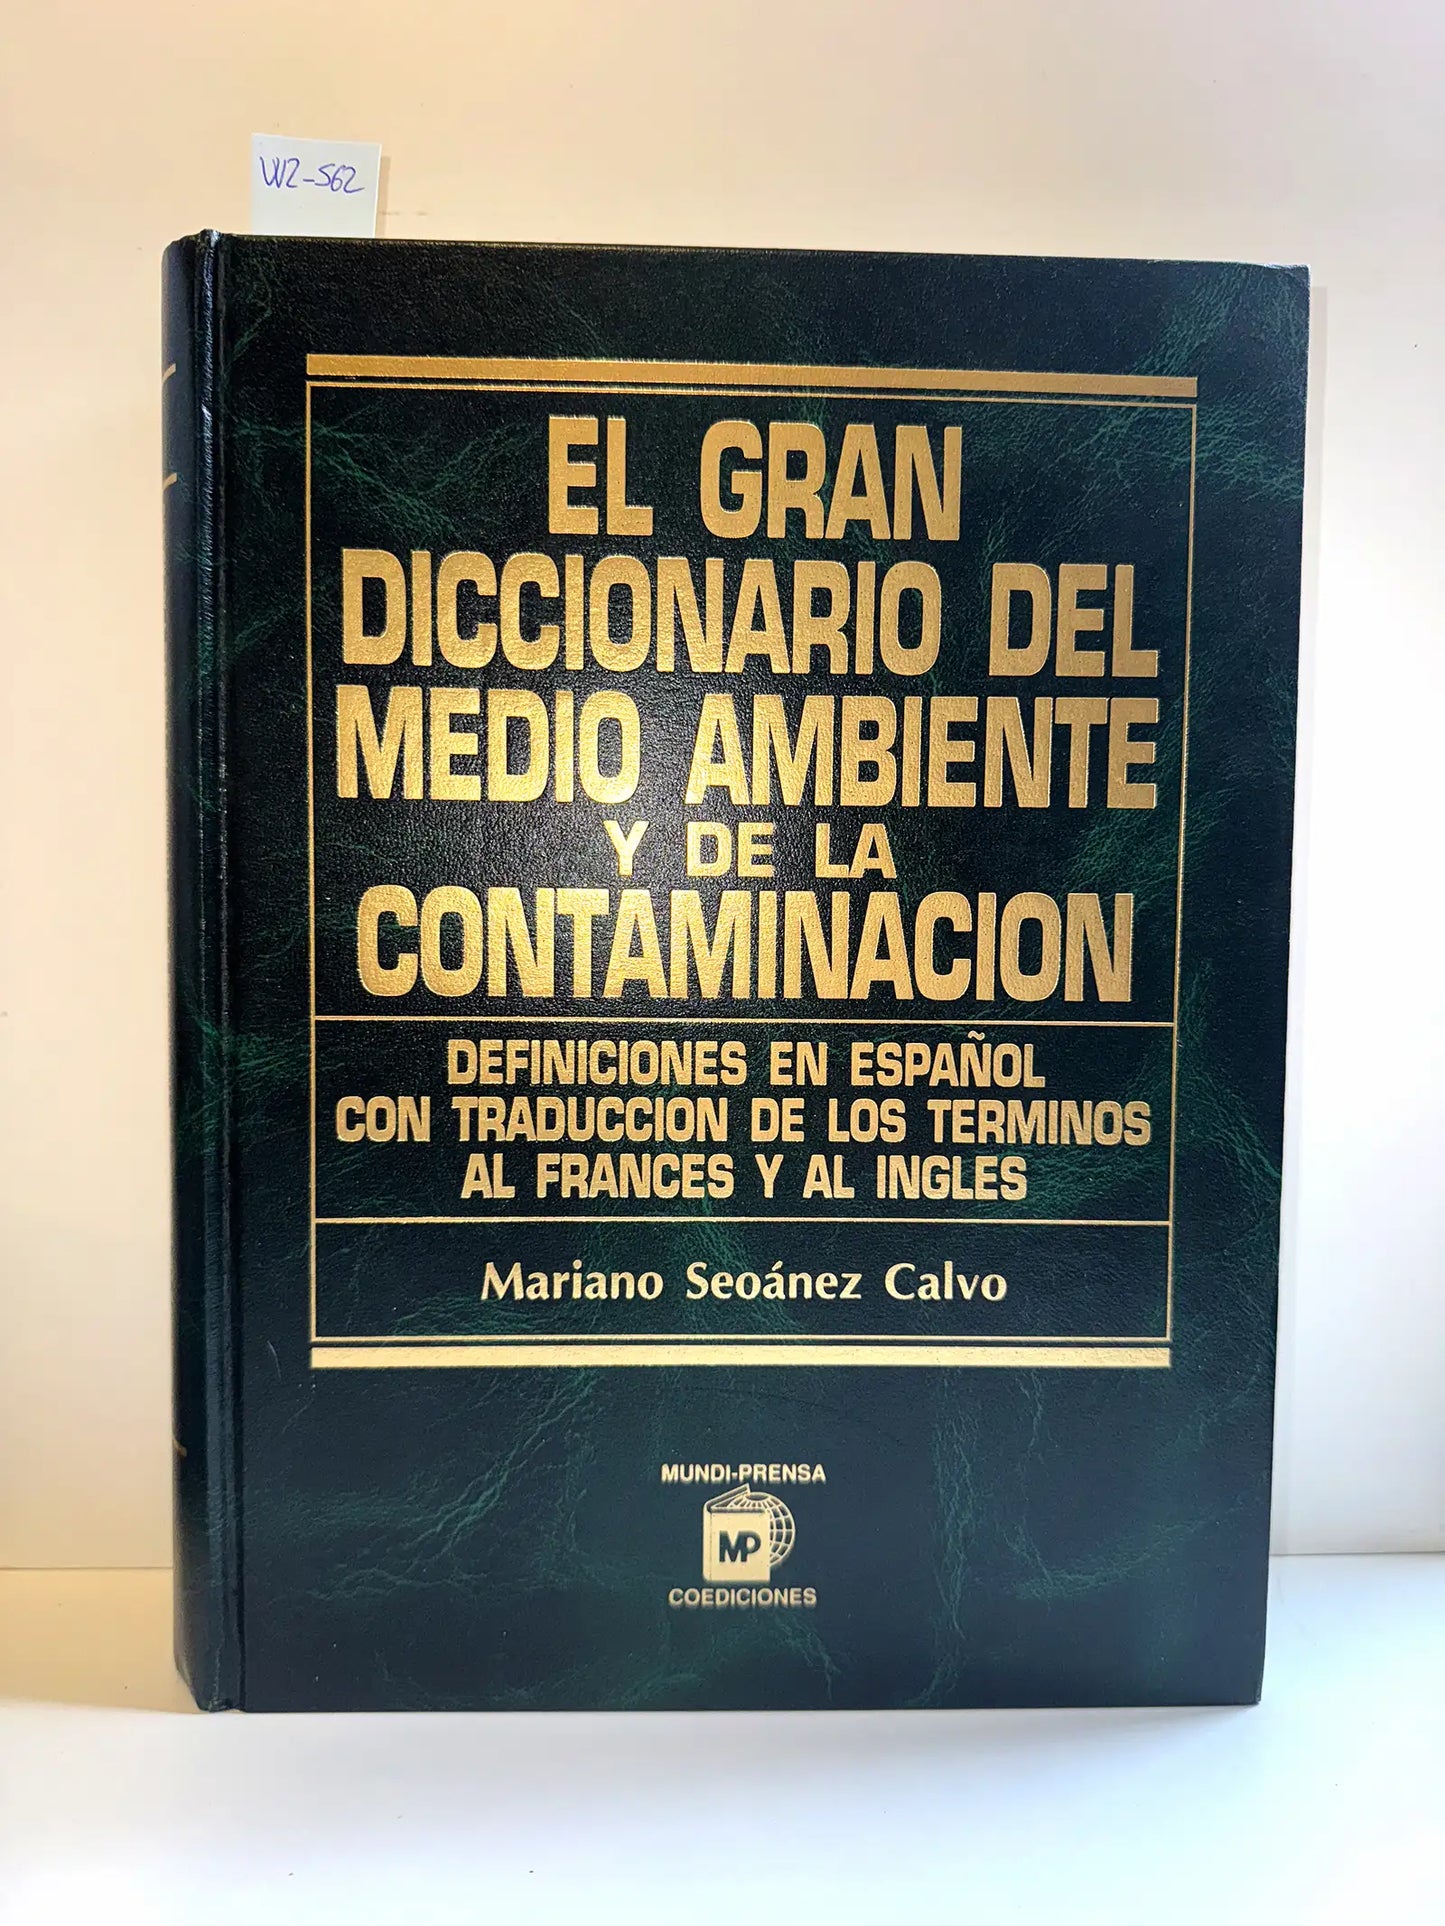 W2-562
EL GRAN
DICCIONARIO DEL
MEDIO AMBIENTE
Y DE LA
CONTAMINACION
DEFINICIONES EN ESPAÑOL
CON TRADUCCION DE LOS TERMINOS
AL FRANCES Y AL INGLES
Mariano Seoánez Calvo
MUNDI-PRENSA
MP
COEDICIONES